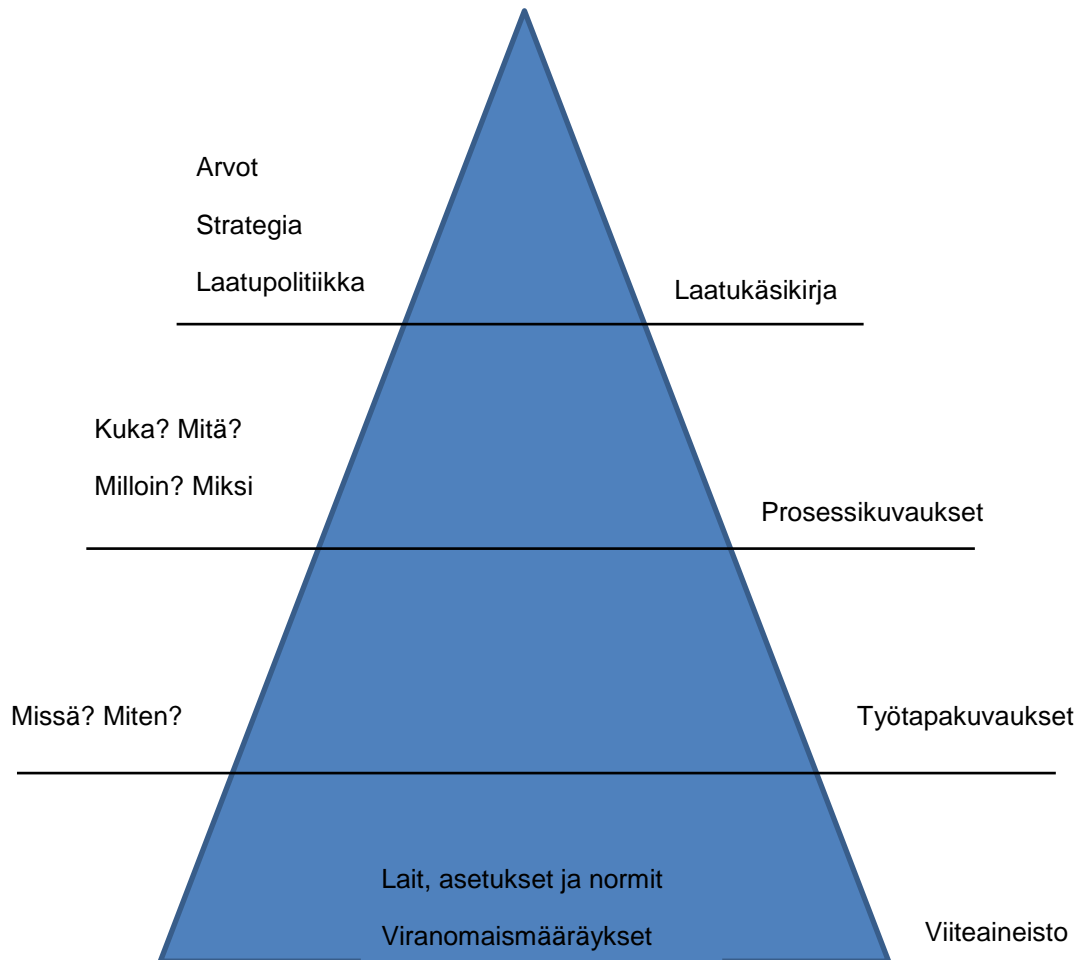 Arvot
Strategia
Laatupolitiikka
Laatukäsikirja
Kuka? Mitä?
Milloin? Miksi
Prosessikuvaukset
Missä? Miten?
Työtapakuvaukset
Lait, asetukset ja normit
Viranomaismääräykset
Viiteaineisto